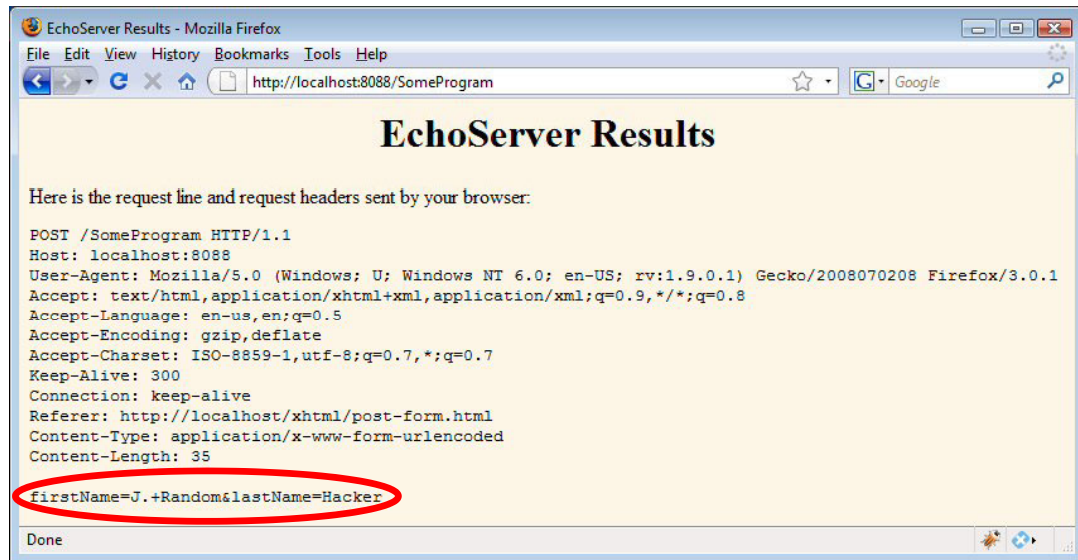 EchoServer Results - Mozilla Firefox
File Edit View History Bookmarks Tools Help
http://localhost:8088/SomeProgram
G Google
EchoServer Results
Here is the request line and request headers sent by your browser:
POST /SomeProgram HTTP/1.1
Host: localhost:8088
User-Agent: Mozilla/5.0 (Windows; U; Windows NT 6.0; en-US; rv:1.9.0.1) Gecko/2008070208 Firefox/3.0.1
Accept: text/html,application/xhtml+xml,application/xml;q=0.9,*/*;q=0.8
Accept-Language: en-us,en;q=0.5
Accept-Encoding: gzip,deflate
Accept-Charset: ISO-8859-1,utf-8;q=0.7,*;q=0.7
Keep-Alive: 300
Connection: keep-alive
Referer: http://localhost/xhtml/post-form.html
Content-Type: application/x-www-form-urlencoded
Content-Length: 35
firstName=J.+Random&lastName=Hacker
Done